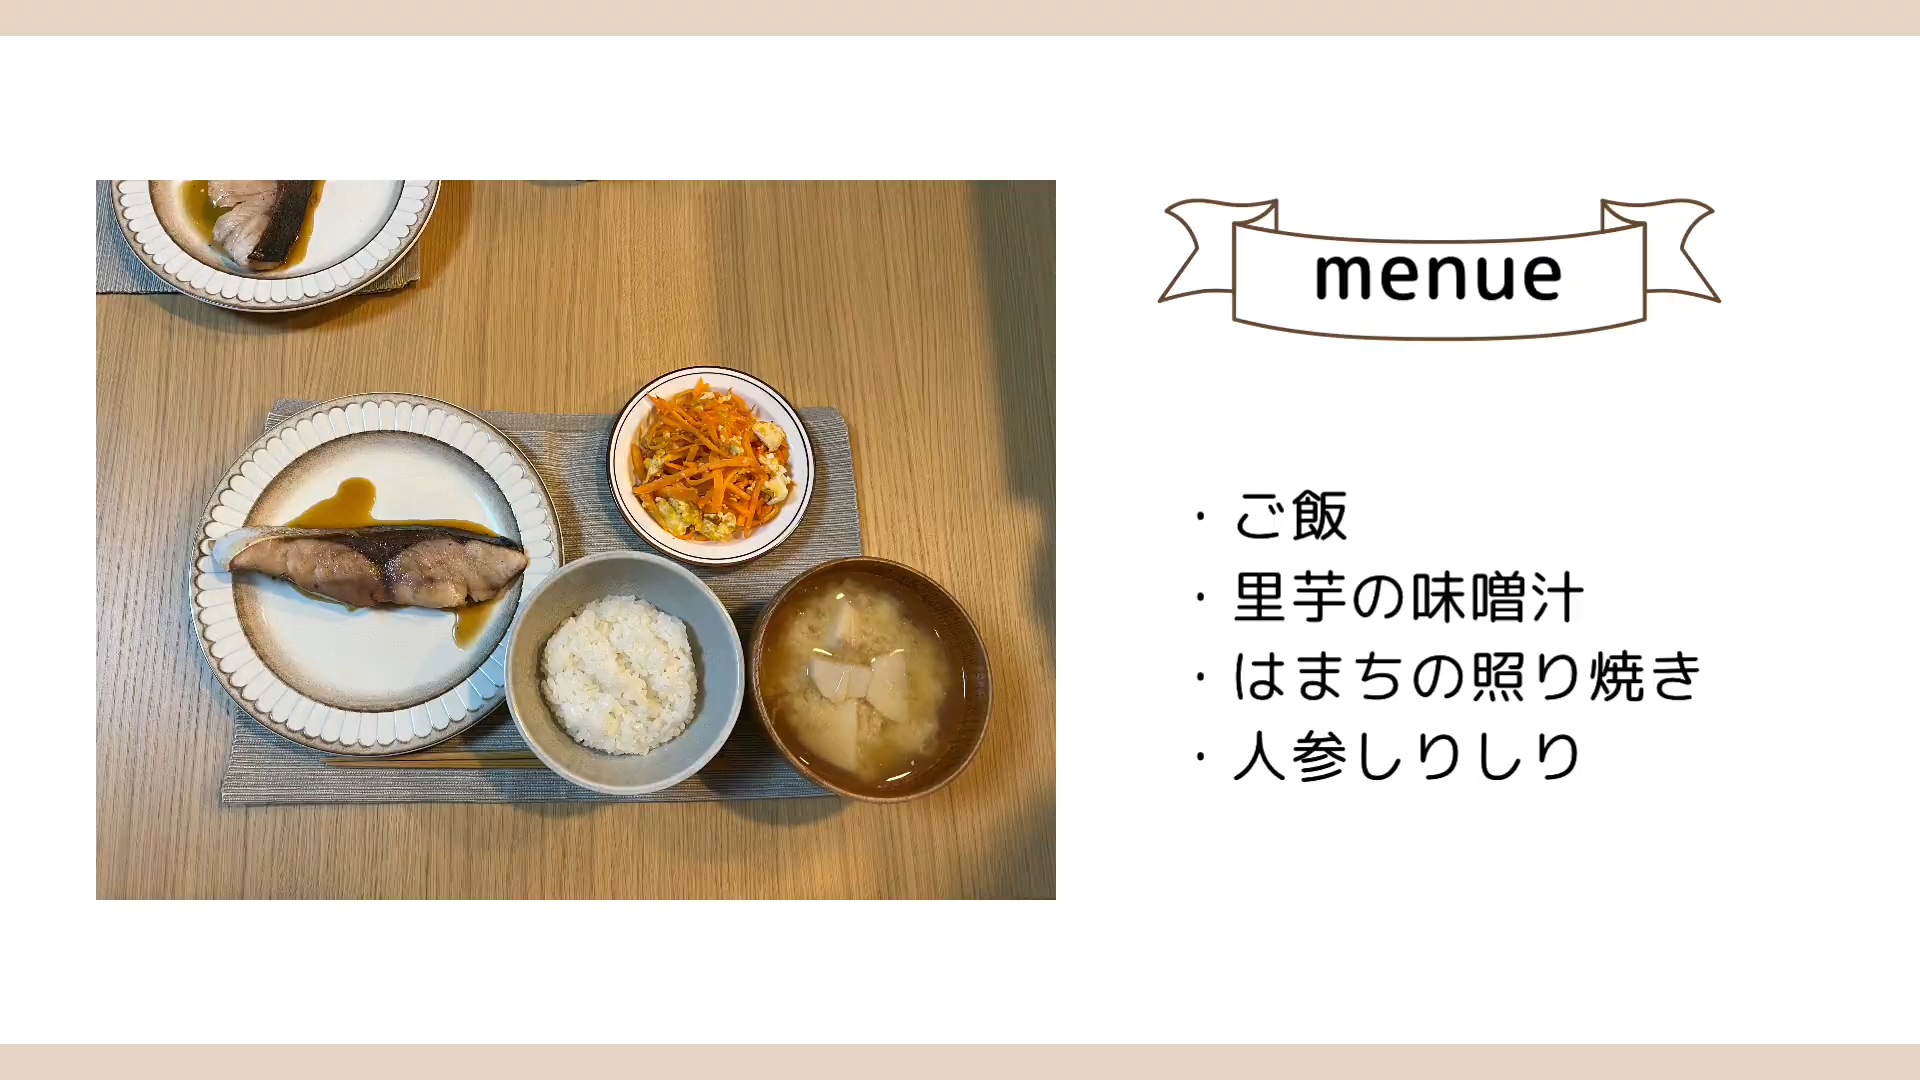 menue
・ご飯
・里芋の味噌汁
・はまちの照り焼き
・人参しりしり